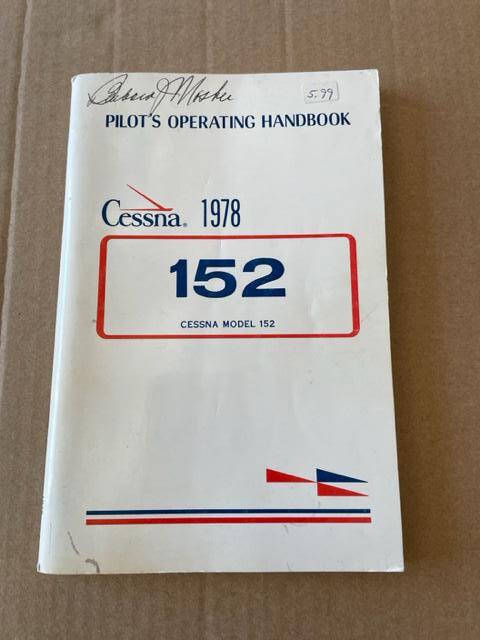 5.99
PILOT'S OPERATING HANDBOOK
Cessna® 1978
152
CESSNA MODEL 152